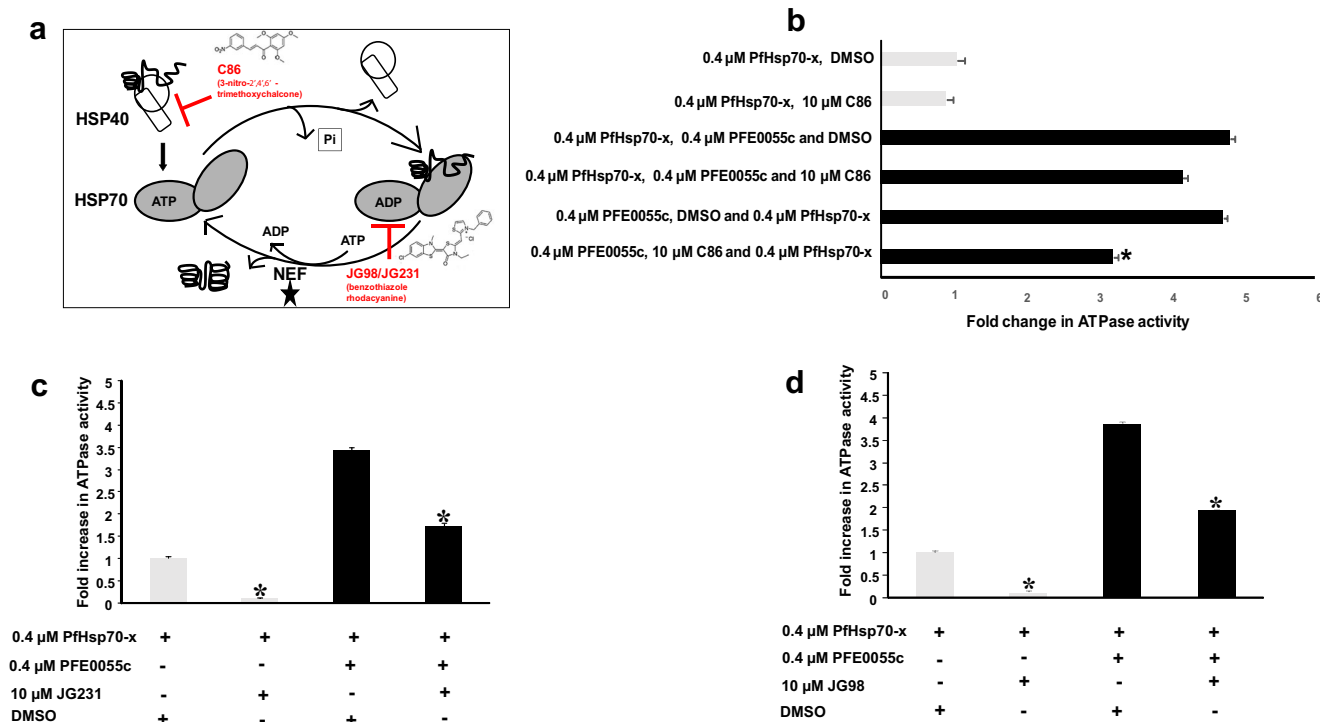 a
NO₂
O
OMe
OMe
OMe
C86
(3-nitro-2',4',6' -
trimethoxychalcone)
HSP40
Pi
HSP70
ATP
ADP
ADP
ATP
NEF
JG98/JG231
(benzothiazole
rhodacyanine)
b
0.4 µM PfHsp70-x, DMSO
0.4 µM PfHsp70-x, 10 µM C86
0.4 µM PfHsp70-x, 0.4 µM PFE0055c and DMSO
0.4 µM PfHsp70-x, 0.4 µM PFE0055c and 10 µM C86
0.4 µM PFE0055c, DMSO and 0.4 µM PfHsp70-x
0.4 µM PFE0055c, 10 µM C86 and 0.4 µM PfHsp70-x
*
0 1 2 3 4 5 6
Fold change in ATPase activity
c
Fold increase in ATPase activity
5
4.5
4
3.5
3
2.5
2
1.5
1
0.5
0
* *
0.4 µM PfHsp70-x + + + +
0.4 µM PFE0055c - - + +
10 µM JG231 - + - +
DMSO + - + -
d
Fold increase in ATPase activity
5
4.5
4
3.5
3
2.5
2
1.5
1
0.5
0
* *
0.4 µM PfHsp70-x + + + +
0.4 µM PFE0055c - - + +
10 µM JG98 - + - +
DMSO + - + -